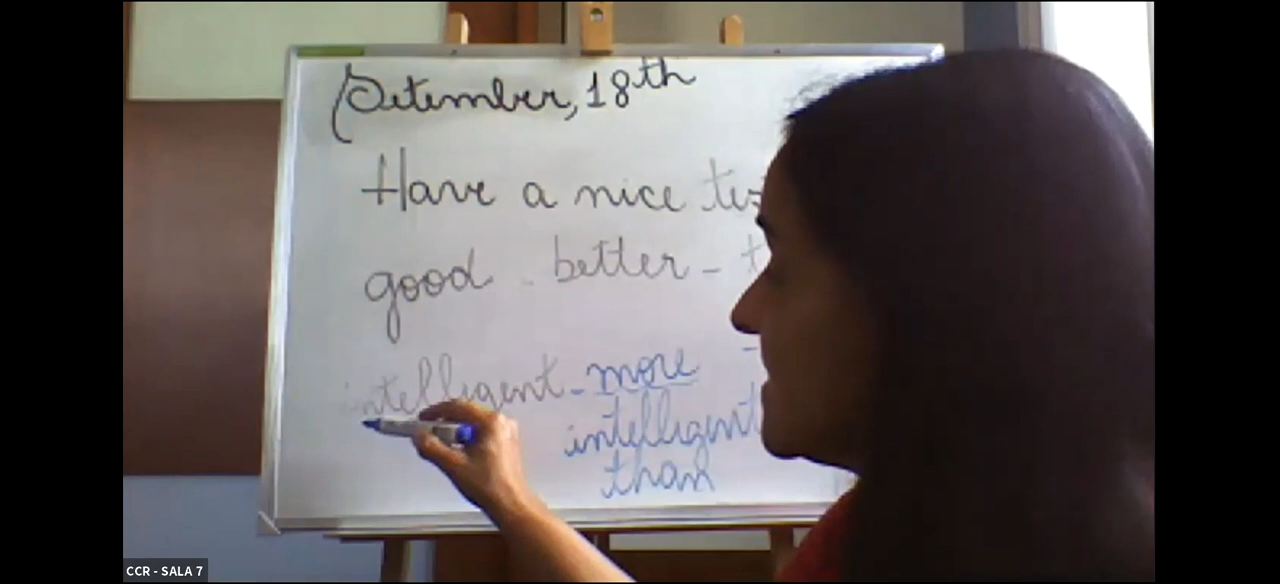 Setember, 18th
Have a nice
good - better -
intelligent - more -
intelligent
than
CCR - SALA 7